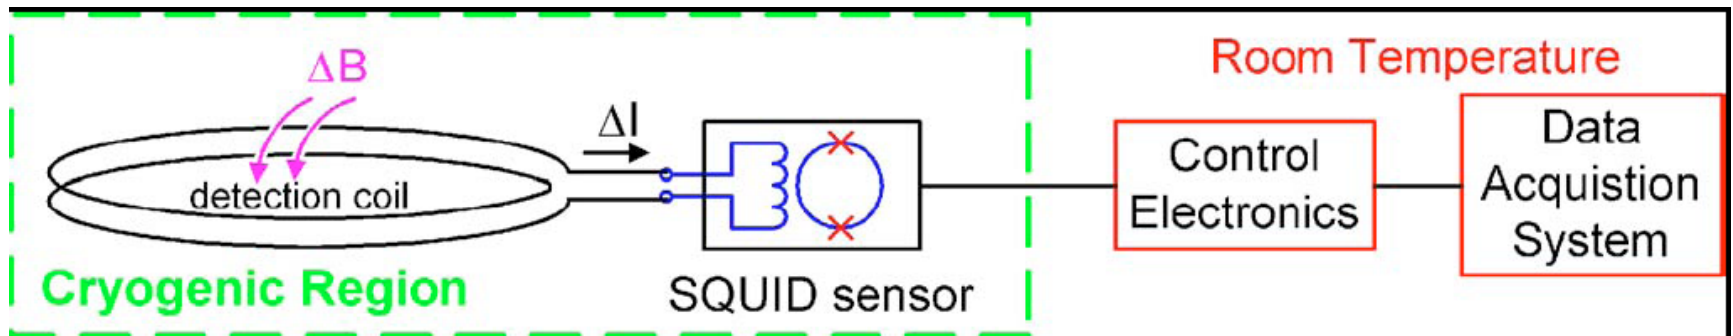 ΔB
ΔI
detection coil
Cryogenic Region
SQUID sensor
Room Temperature
Control
Electronics
Data
Acquistion
System